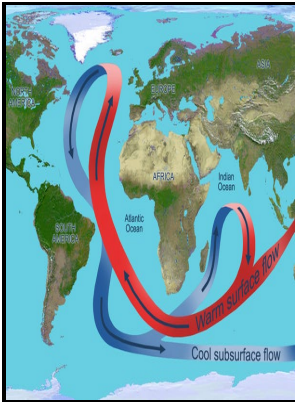 EUROPE
ASIA
NORTH
AMERICA
AFRICA
Indian
Ocean
Atlantic
Ocean
SOUTH
AMERICA
Warm surface flow
Cool subsurface flow